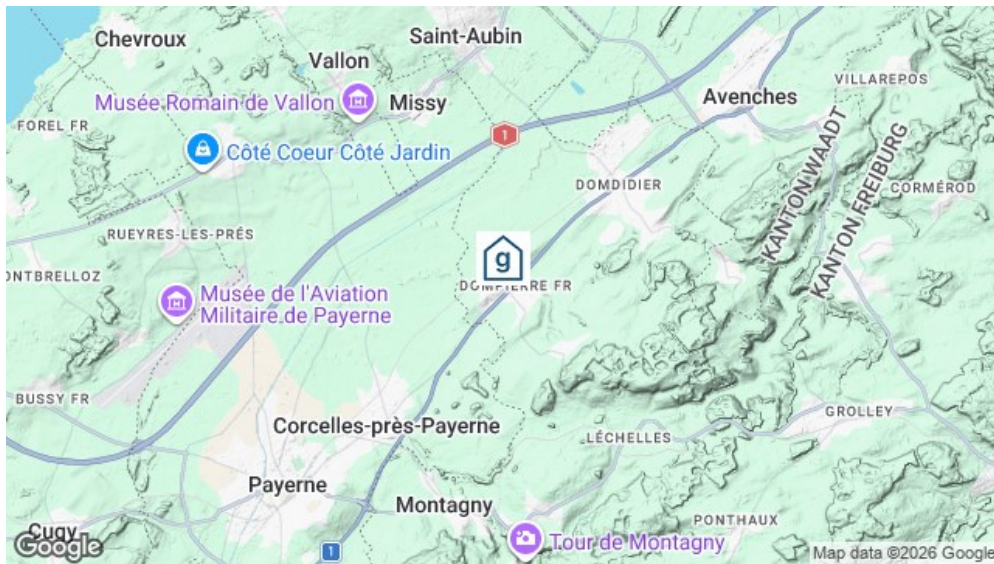 Saint-Aubin
Chevroux
Vallon
VILLAREPOS
Musée Romain de Vallon
Missy
Avenches
FOREL FR
1
Côté Coeur Côté Jardin
KANTON WAADT
KANTON FREIBURG
DOMDIDIER
CORMÉROD
RUEYRES-LES-PRÉS
g
ONTBRELLOZ
DOMPIERRE FR
Musée de l'Aviation
Militaire de Payerne
BUSSY FR
GROLLEY
Corcelles-près-Payerne
LÉCHELLES
Payerne
Montagny
PONTHAUX
Cugy
Tour de Montagny
1
Google
Map data ©2026 Google